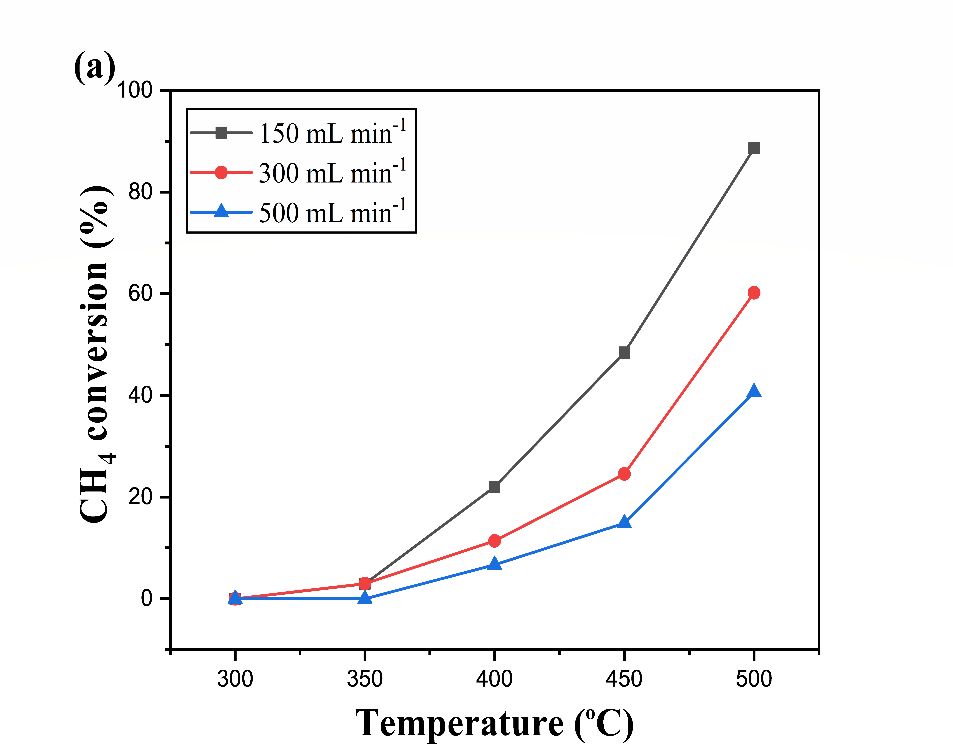 (a)
100
80
60
40
20
0
CH₄ conversion (%)
150 mL min⁻¹
300 mL min⁻¹
500 mL min⁻¹
300 350 400 450 500
Temperature (ºC)